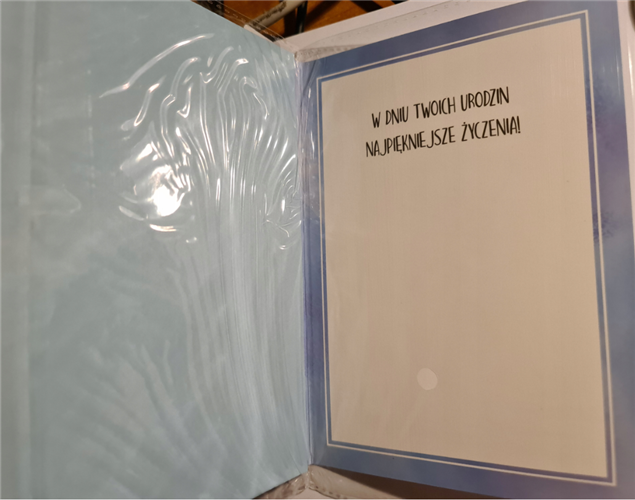 W DNIU TWOICH URODZIN
NAJPIĘKNIEJSZE ŻYCZENIA!